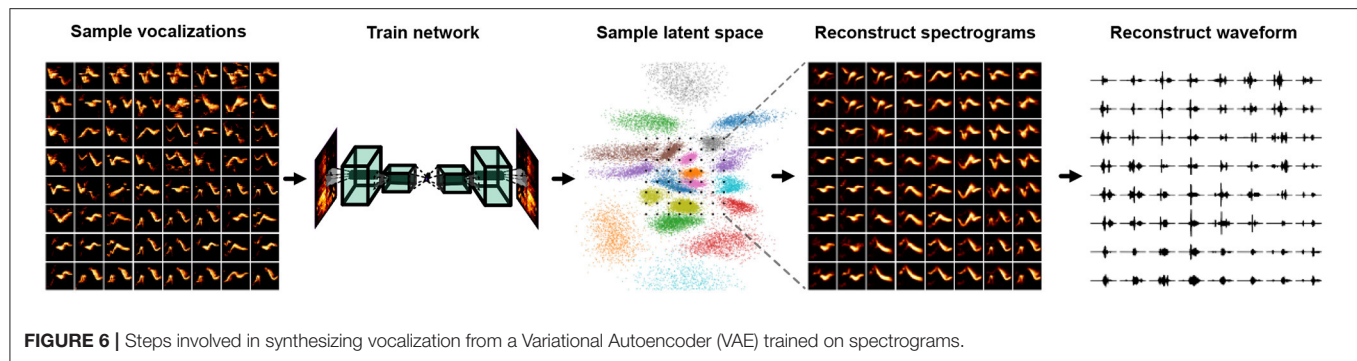 Sample vocalizations
Train network
Sample latent space
Reconstruct spectrograms
Reconstruct waveform
FIGURE 6 | Steps involved in synthesizing vocalization from a Variational Autoencoder (VAE) trained on spectrograms.